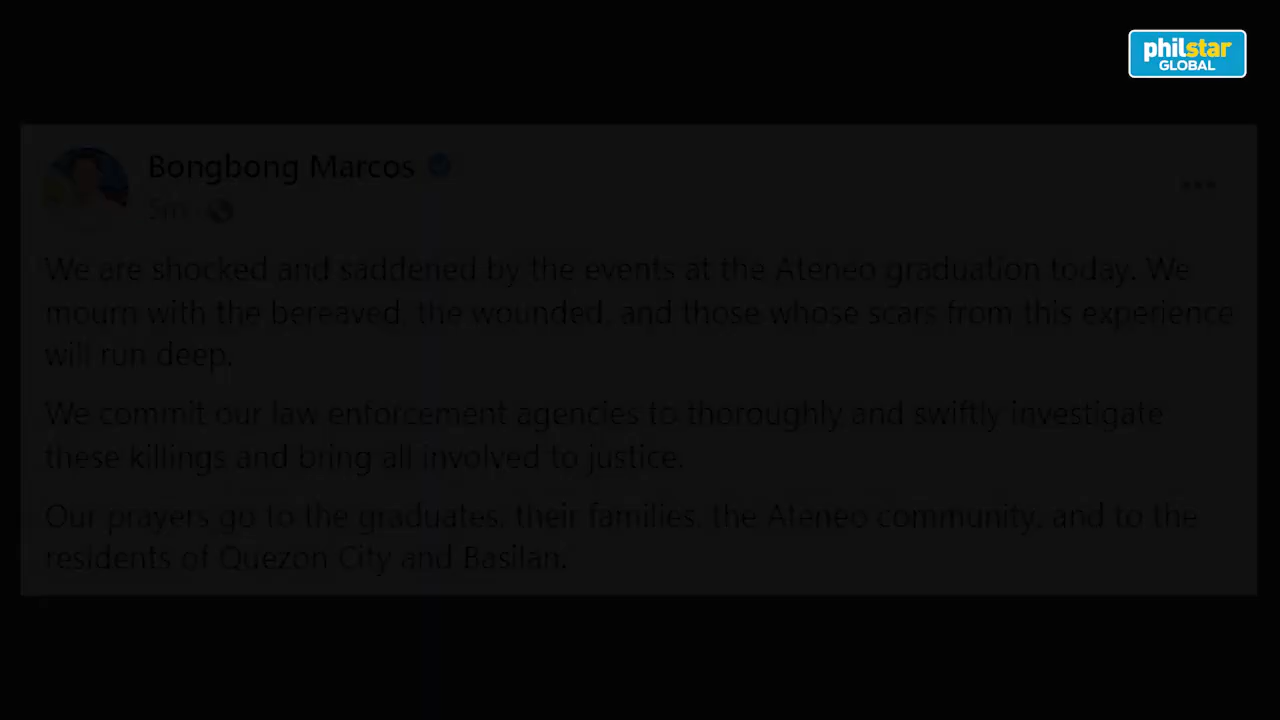 philstar
GLOBAL
Bongbong Marcos
5m
We are shocked and saddened by the events at the Ateneo graduation today. We
mourn with the bereaved, the wounded, and those whose scars from this experience
will run deep.
We commit our law enforcement agencies to thoroughly and swiftly investigate
these killings and bring all involved to justice.
Our prayers go to the graduates, their families, the Ateneo community, and to the
residents of Quezon City and Basilan.